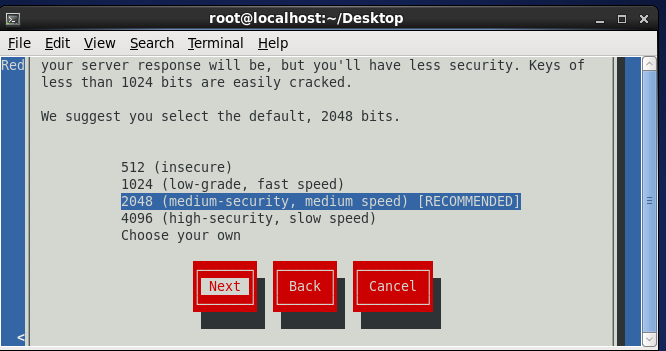 root@localhost:~/Desktop
File Edit View Search Terminal Help
Red
your server response will be, but you'll have less security. Keys of
less than 1024 bits are easily cracked.
We suggest you select the default, 2048 bits.
512 (insecure)
1024 (low-grade, fast speed)
2048 (medium-security, medium speed) [RECOMMENDED]
4096 (high-security, slow speed)
Choose your own
Next Back Cancel
<